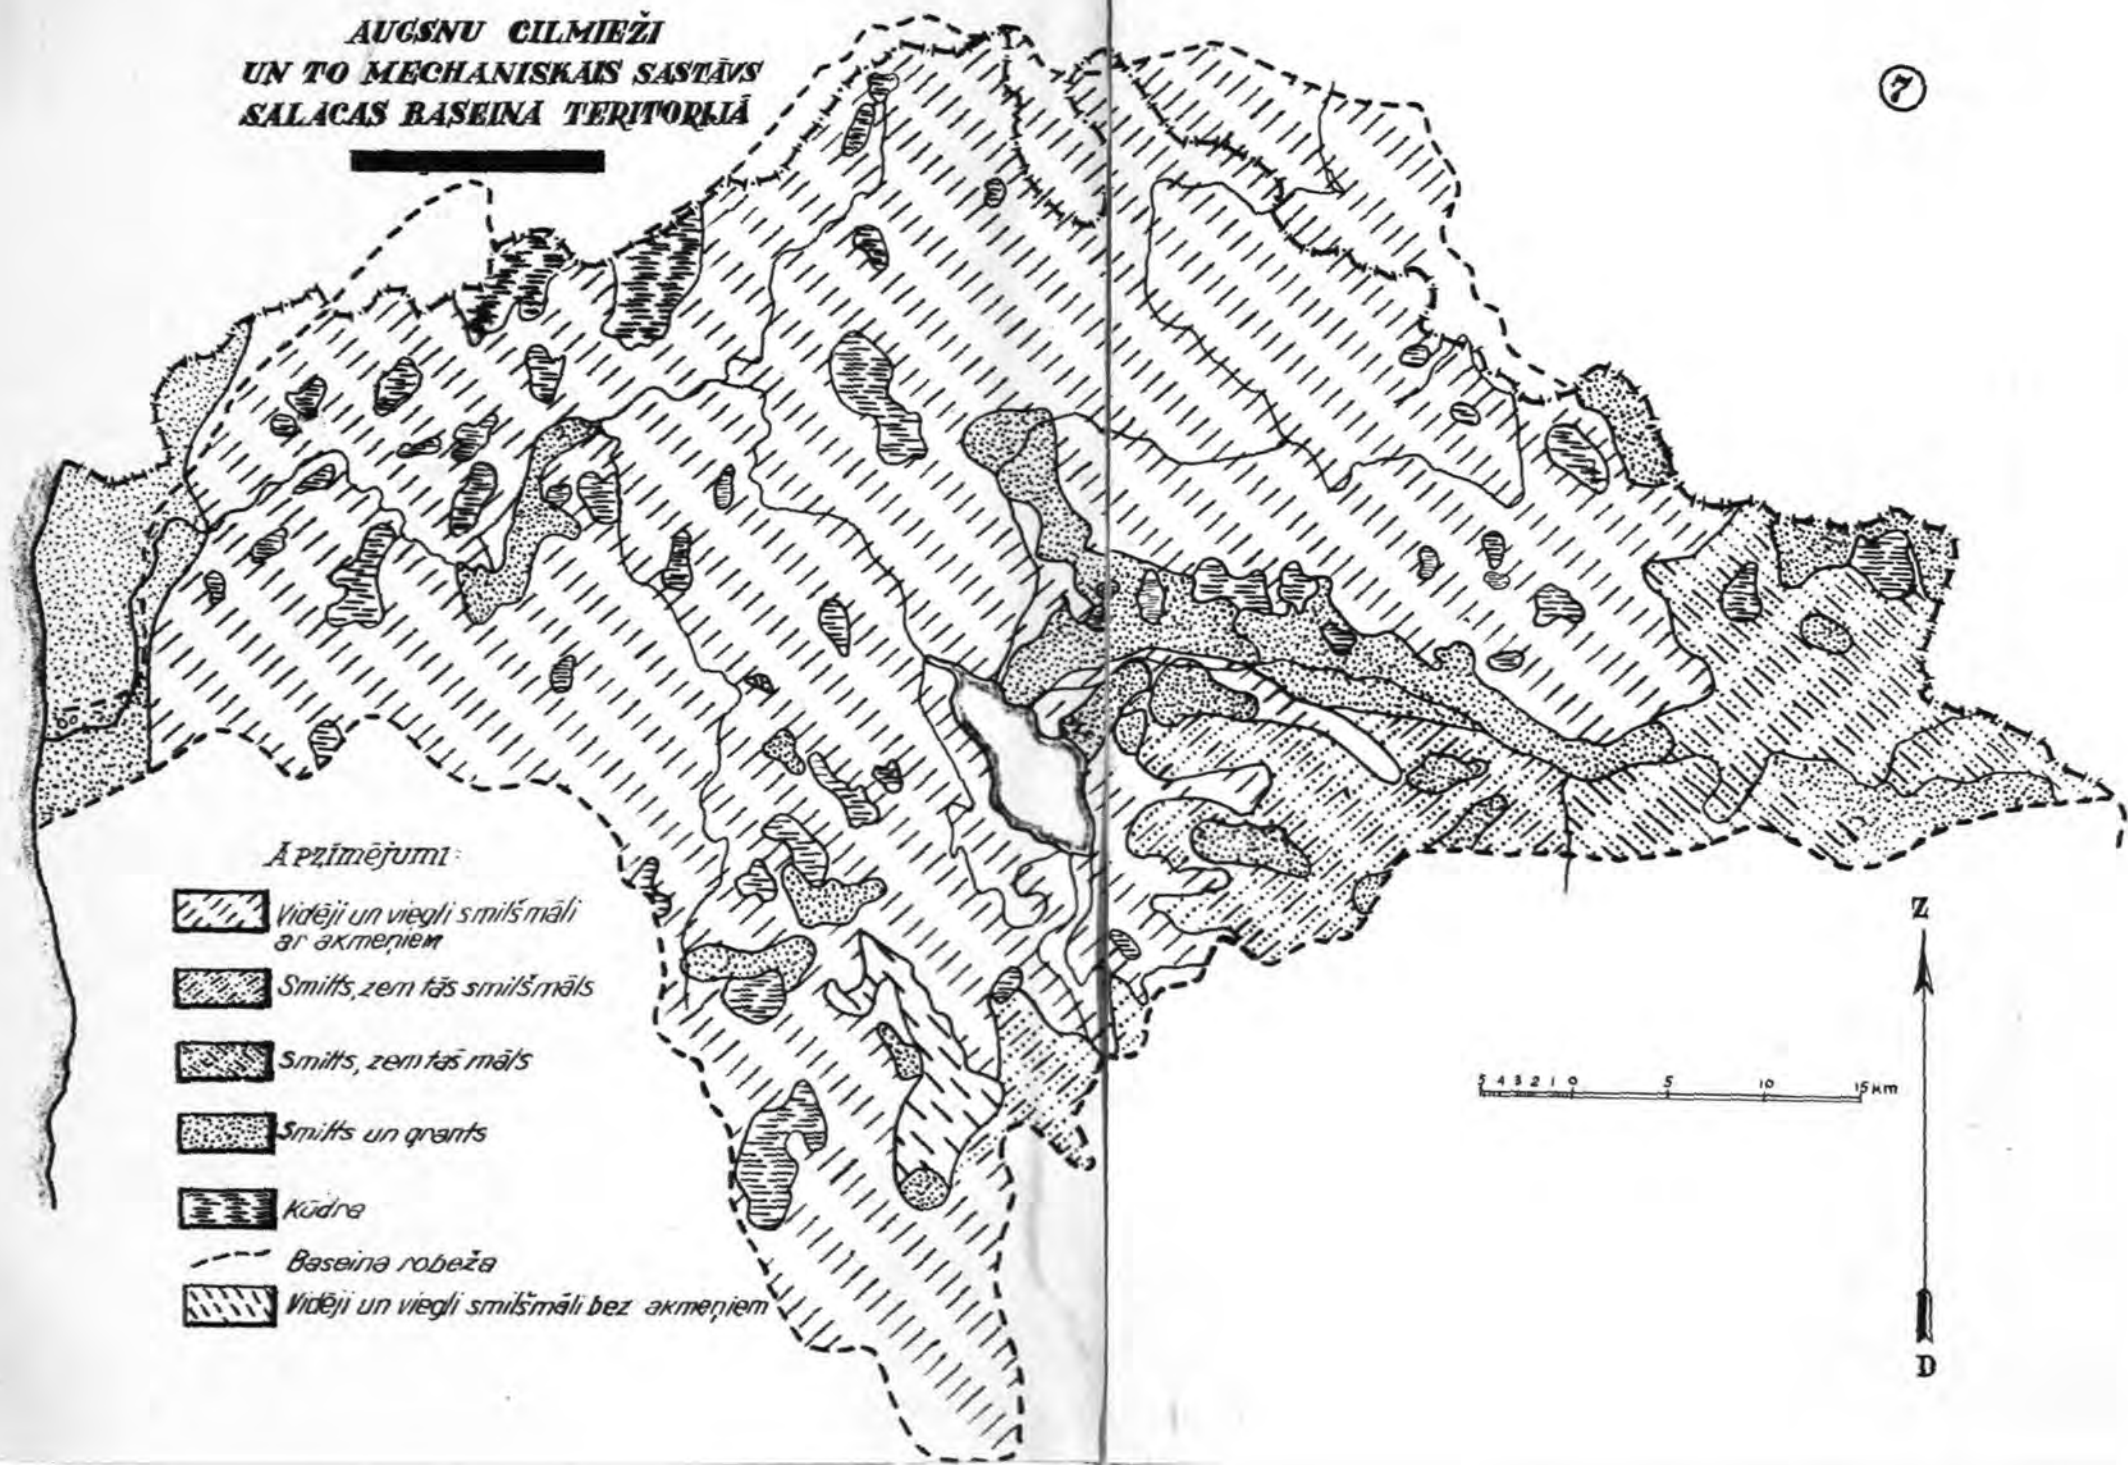 AUGSNU CILMIEŽI
UN TO MECHANISKAIS SASTĀVS
SALACAS BASEINA TERITORIJĀ
7
Apzīmējumi:
Vidēji un viegli smilšmāli
ar akmeņiem
Smilts, zem tās smilšmāls
Smilts, zem tās māls
Smilts un grants
Kūdra
Baseina robeža
Vidēji un viegli smilšmāli bez akmeņiem
Z
5 4 3 2 1 0 5 10 15 км
D